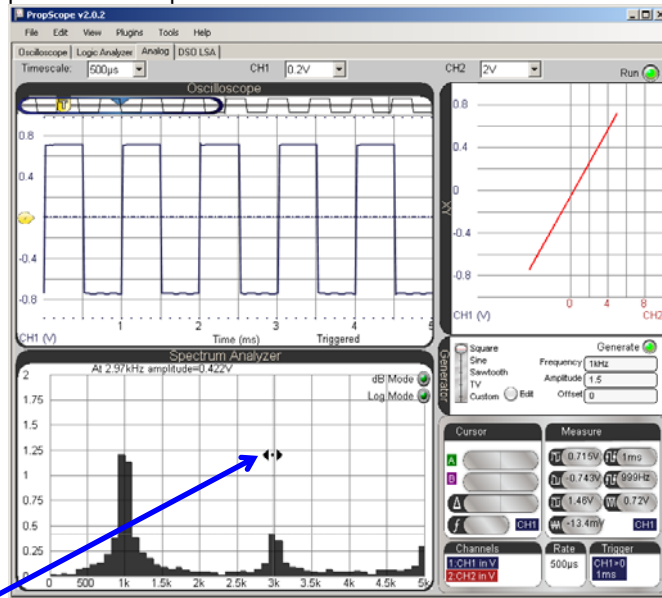 PropScope v2.0.2
File Edit View Plugins Tools Help
Oscilloscope Logic Analyzer Analog DSO LSA
Timescale: 500µs CH1 0.2V CH2 2V Run
Oscilloscope
0.8
0.4
-0.4
-0.8
1 2 3 4 5
CH1 (V) Time (ms) Triggered
XY
0.8
0.4
0
-0.4
-0.8
0 4 8
CH1 (V) CH2
Spectrum Analyzer
At 2.97kHz amplitude=0.422V
dB Mode
Log Mode
2
1.75
1.5
1.25
1
0.75
0.5
0.25
0
0 500 1k 1.5k 2k 2.5k 3k 3.5k 4k 4.5k 5k
Generator
Square
Sine
Sawtooth
TV
Custom Edit
Generate
Frequency 1kHz
Amplitude 1.5
Offset 0
Cursor
A
B
Δ
f CH1
Measure
0.715V 1ms
-0.743V 999Hz
1.46V 0.72V
-13.4mV CH1
Channels
1:CH1 in V
2:CH2 in V
Rate
500µs
Trigger
CH1>0
1ms